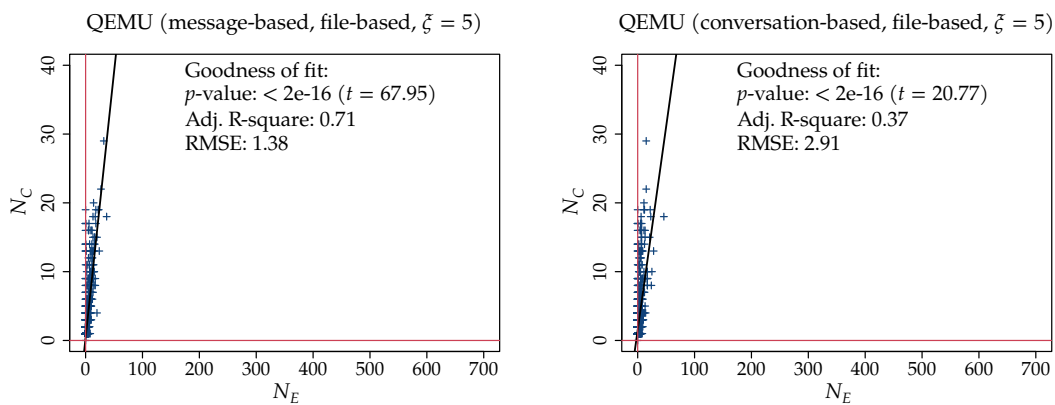 QEMU (message-based, file-based, ξ = 5)
Goodness of fit:
p-value: < 2e-16 (t = 67.95)
Adj. R-square: 0.71
RMSE: 1.38
N_C
40
30
20
10
0
0 100 200 300 400 500 600 700
N_E
QEMU (conversation-based, file-based, ξ = 5)
Goodness of fit:
p-value: < 2e-16 (t = 20.77)
Adj. R-square: 0.37
RMSE: 2.91
N_C
40
30
20
10
0
0 100 200 300 400 500 600 700
N_E